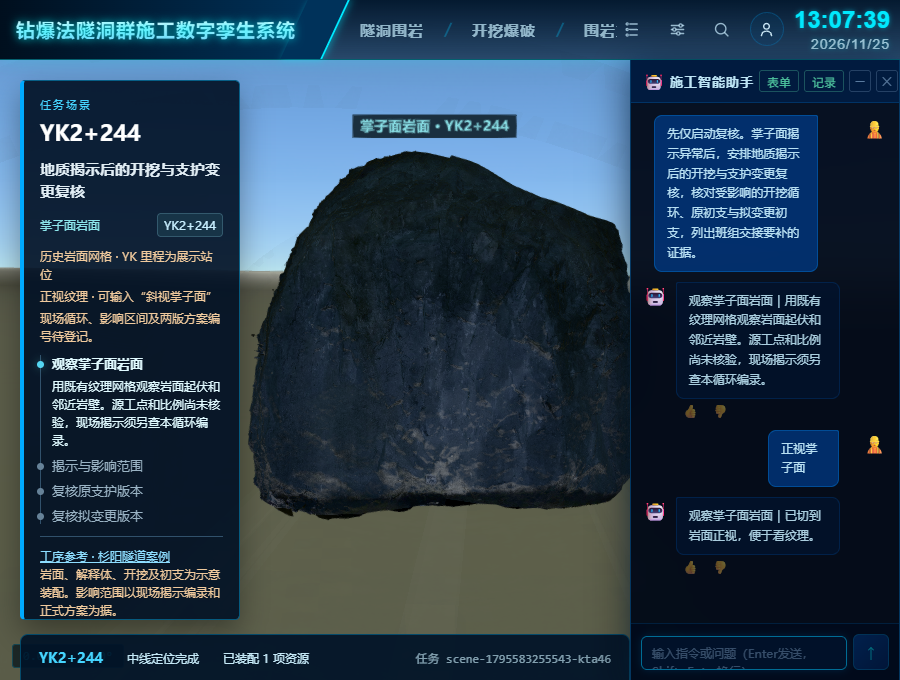 钻爆法隧洞群施工数字孪生系统
隧洞围岩 / 开挖爆破 / 围岩
13:07:39
2026/11/25
任务场景
YK2+244
地质揭示后的开挖与支护变
更复核
掌子面岩面 YK2+244
历史岩面网格 · YK 里程为展示站
位
正视纹理 · 可输入“斜视掌子面”
现场循环、影响区间及两版方案编
号待登记。
观察掌子面岩面
用既有纹理网格观察岩面起伏和
邻近岩壁。源工点和比例尚未核
验，现场揭示须另查本循环编
录。
揭示与影响范围
复核原支护版本
复核拟变更版本
工序参考 · 杉阳隧道案例
岩面、解释体、开挖及初支为示意
装配。影响范围以现场揭示编录和
正式方案为据。
掌子面岩面 · YK2+244
YK2+244 中线定位完成 已装配 1 项资源 任务 scene-1795583255543-kta46
施工智能助手 表单 记录
先仅启动复核。掌子面揭
示异常后，安排地质揭示
后的开挖与支护变更复
核，核对受影响的开挖循
环、原初支与拟变更初
支，列出班组交接要补的
证据。
观察掌子面岩面 | 用既有
纹理网格观察岩面起伏和
邻近岩壁。源工点和比例
尚未核验，现场揭示须另
查本循环编录。
正视掌
子面
观察掌子面岩面 | 已切到
岩面正视，便于看纹理。
输入指令或问题（Enter发送，